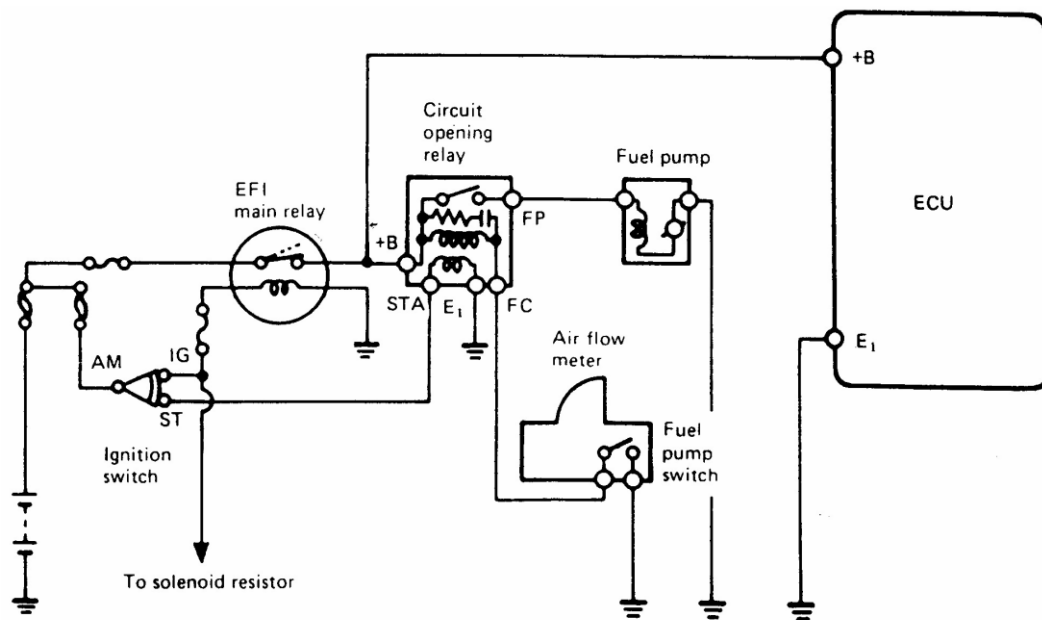 +B
Circuit
opening
relay
Fuel pump
ECU
EFI
main relay
FP
+B
STA
E1
FC
Air flow
meter
E1
AM
IG
ST
Ignition
switch
Fuel
pump
switch
To solenoid resistor